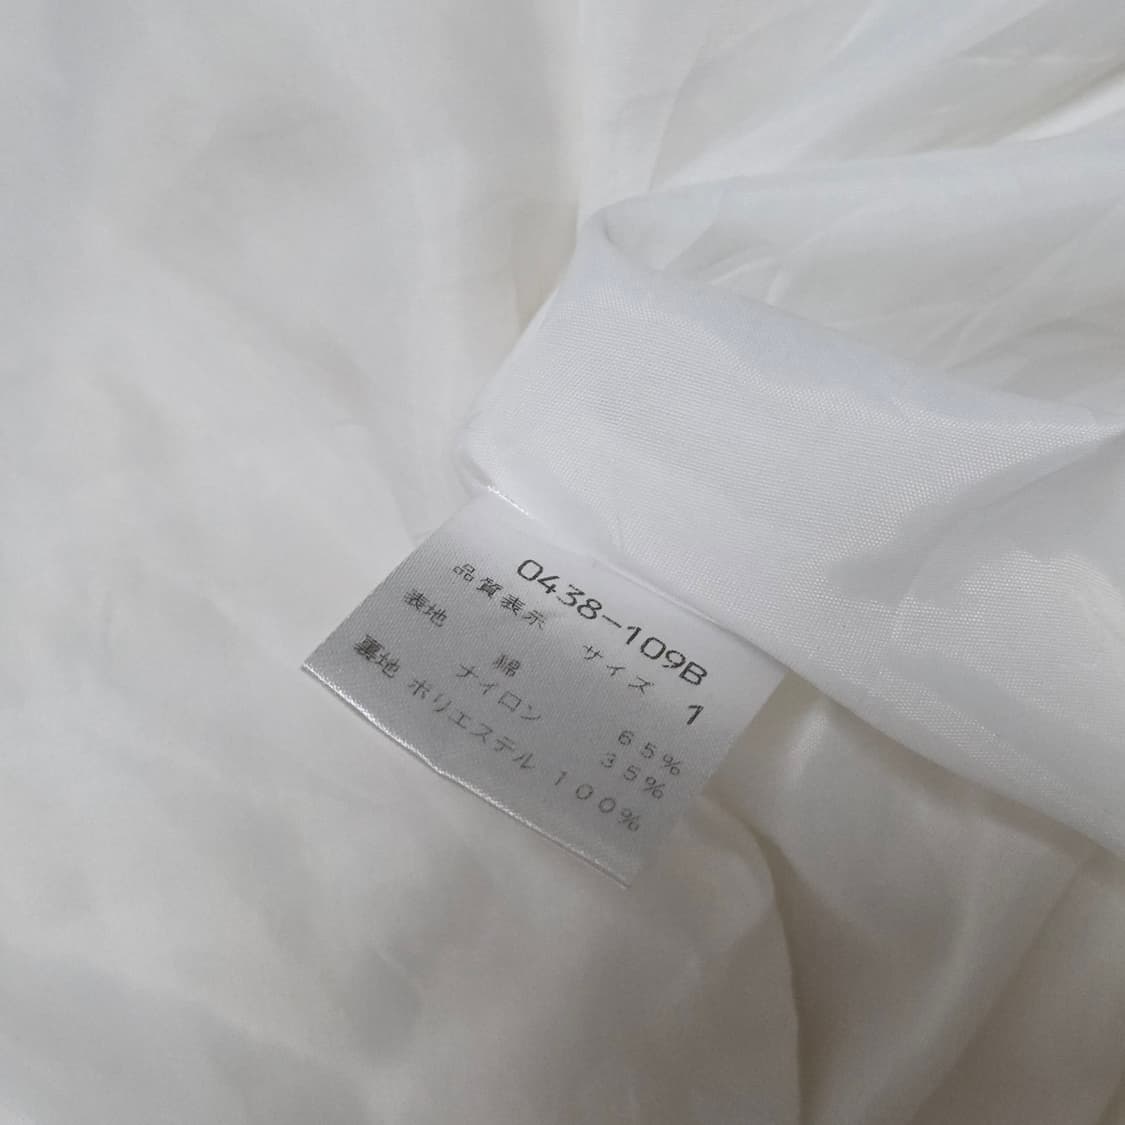 0438-109B
品質表示 サイズ 1
表地 綿 65%
ナイロン 35%
裏地 ポリエステル 100%